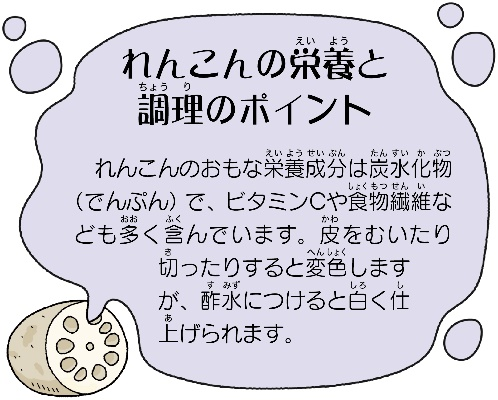 れんこんの栄養と
調理のポイント
れんこんのおもな栄養成分は炭水化物
(でんぷん)で、ビタミンCや食物繊維な
ども多く含んでいます。皮をむいたり
切ったりすると変色します
が、酢水につけると白く仕
上げられます。